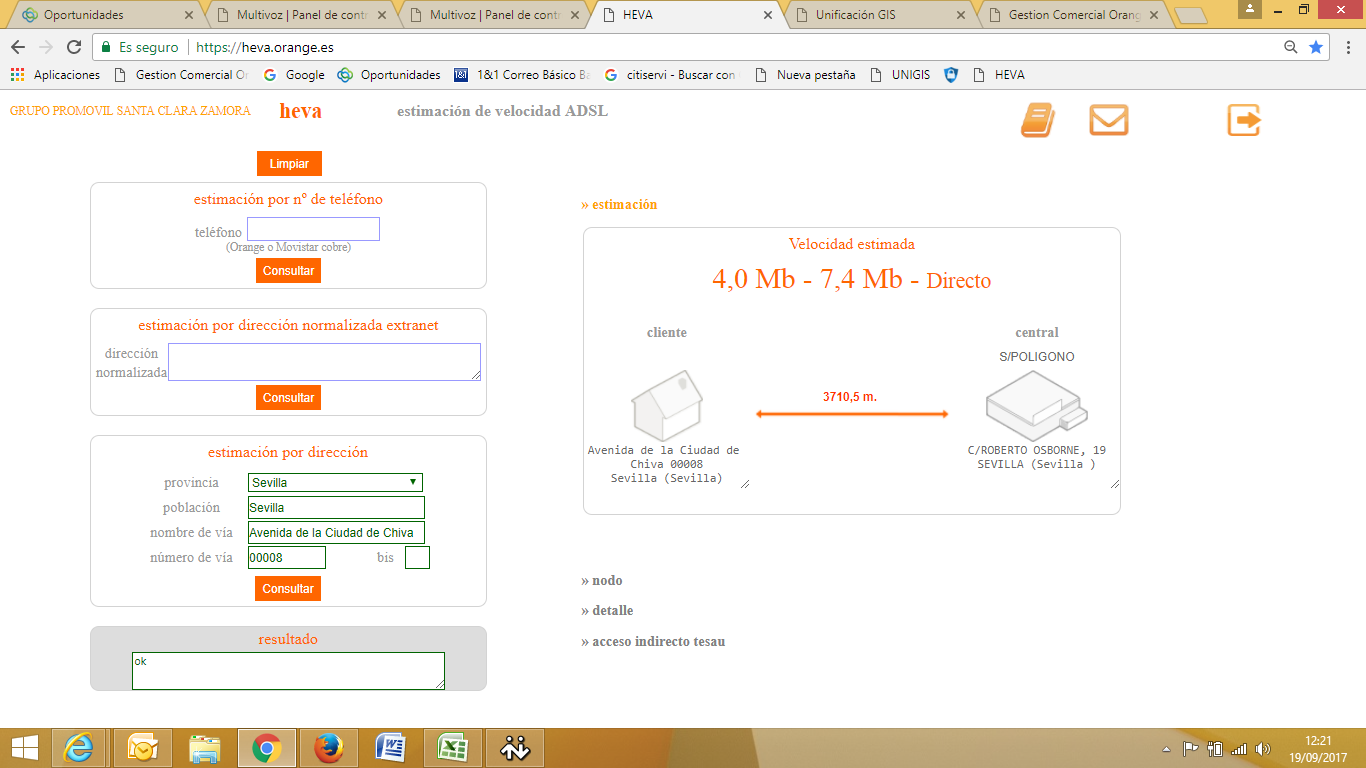 Oportunidades
Multivoz | Panel de contr
Multivoz | Panel de contr
HEVA
Unificación GIS
Gestion Comercial Orang
Es seguro
https://heva.orange.es
Aplicaciones
Gestion Comercial Or
Google
Oportunidades
1&1
1&1 Correo Básico Ba
citiservi - Buscar con
Nueva pestaña
UNIGIS
HEVA
GRUPO PROMOVIL SANTA CLARA ZAMORA
heva
estimación de velocidad ADSL
Limpiar
estimación por nº de teléfono
teléfono
(Orange o Movistar cobre)
Consultar
estimación por dirección normalizada extranet
dirección
normalizada
Consultar
estimación por dirección
provincia Sevilla
población Sevilla
nombre de vía Avenida de la Ciudad de Chiva
número de vía 00008 bis
Consultar
resultado
ok
» estimación
Velocidad estimada
4,0 Mb - 7,4 Mb - Directo
cliente
central
S/POLIGONO
3710,5 m.
Avenida de la Ciudad de
Chiva 00008
Sevilla (Sevilla)
C/ROBERTO OSBORNE, 19
SEVILLA (Sevilla )
» nodo
» detalle
» acceso indirecto tesau
12:21
19/09/2017